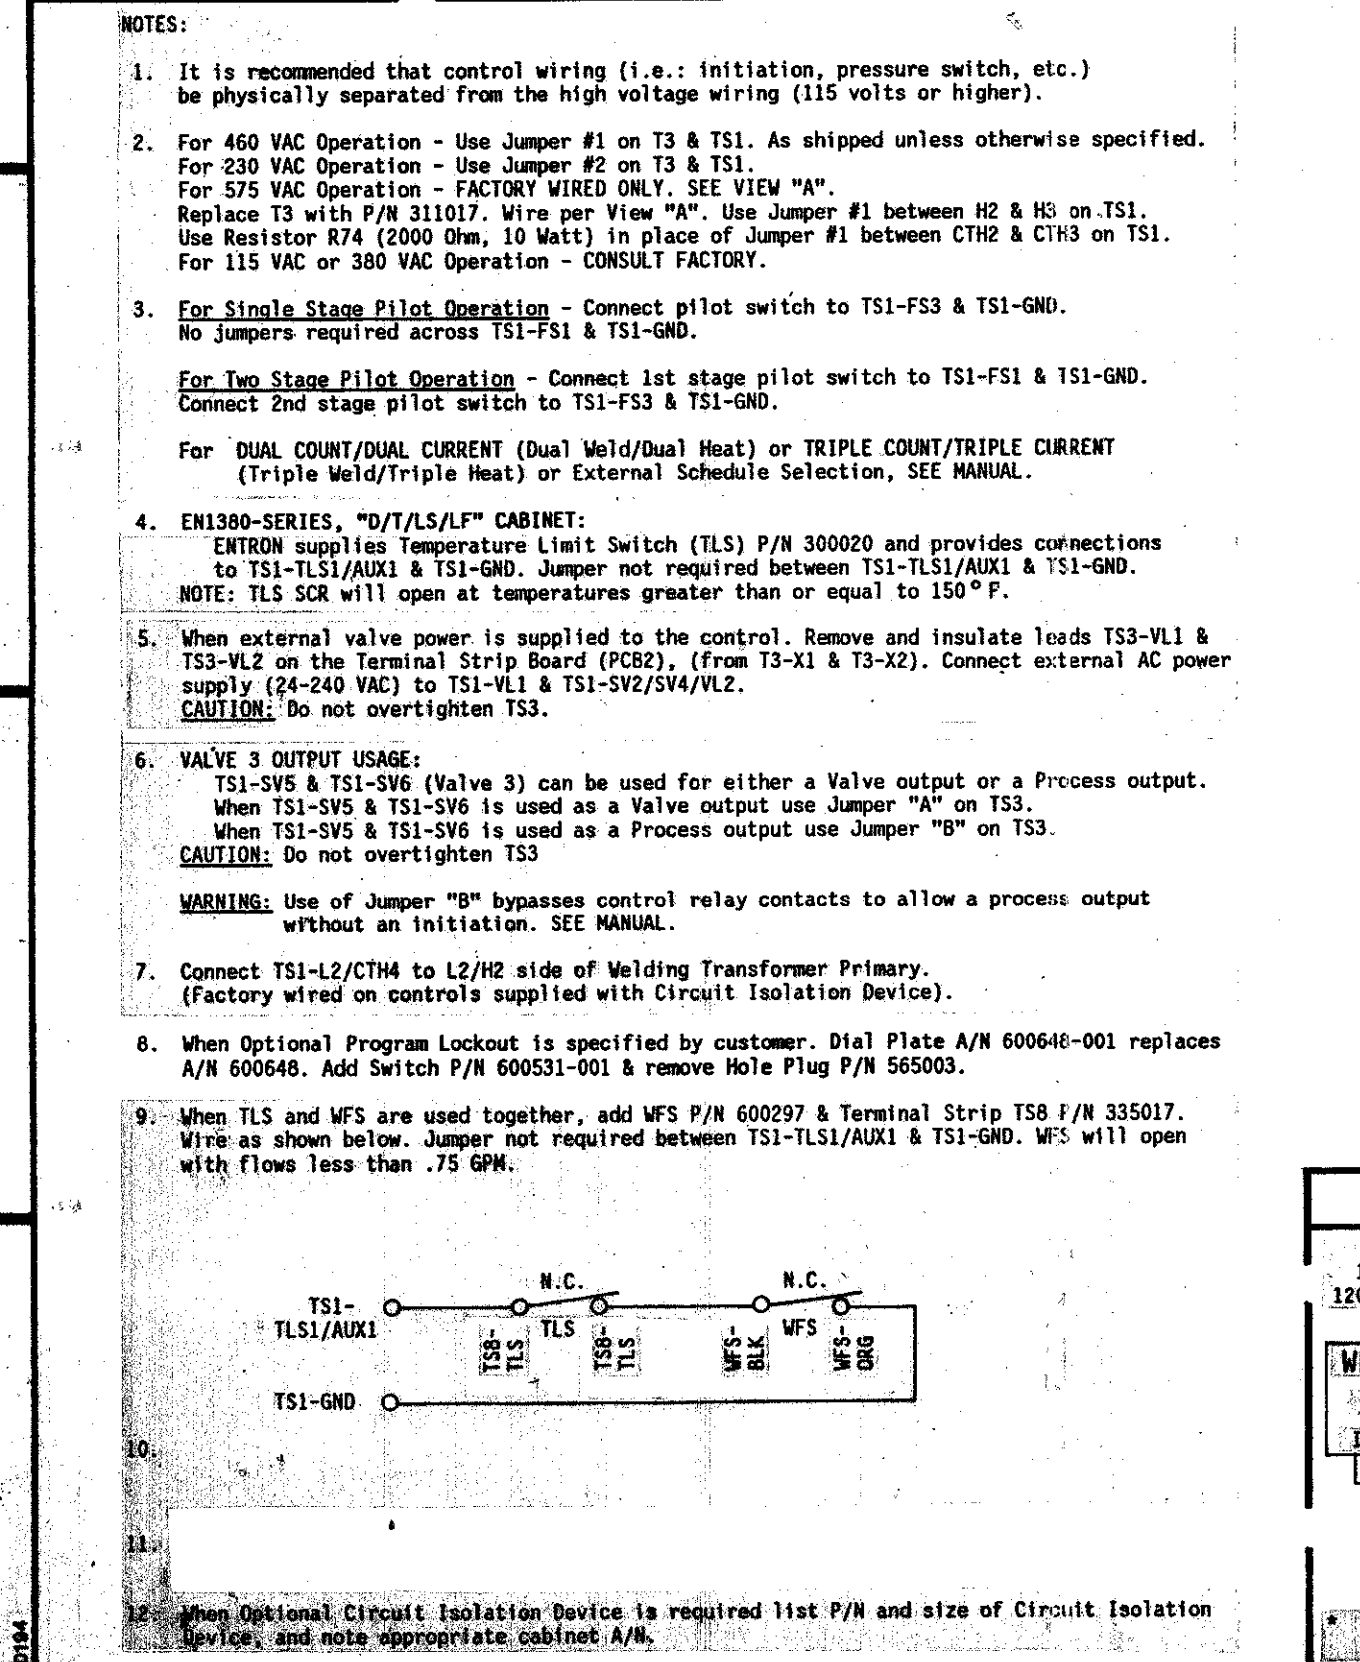 NOTES:
1. It is recommended that control wiring (i.e.: initiation, pressure switch, etc.)
be physically separated from the high voltage wiring (115 volts or higher).
2. For 460 VAC Operation - Use Jumper #1 on T3 & TS1. As shipped unless otherwise specified.
For 230 VAC Operation - Use Jumper #2 on T3 & TS1.
For 575 VAC Operation - FACTORY WIRED ONLY. SEE VIEW "A".
Replace T3 with P/N 311017. Wire per View "A". Use Jumper #1 between H2 & H3 on TS1.
Use Resistor R74 (2000 Ohm, 10 Watt) in place of Jumper #1 between CTH2 & CTH3 on TS1.
For 115 VAC or 380 VAC Operation - CONSULT FACTORY.
3. For Single Stage Pilot Operation - Connect pilot switch to TS1-FS3 & TS1-GND.
No jumpers required across TS1-FS1 & TS1-GND.
For Two Stage Pilot Operation - Connect 1st stage pilot switch to TS1-FS1 & TS1-GND.
Connect 2nd stage pilot switch to TS1-FS3 & TS1-GND.
For DUAL COUNT/DUAL CURRENT (Dual Weld/Dual Heat) or TRIPLE COUNT/TRIPLE CURRENT
(Triple Weld/Triple Heat) or External Schedule Selection, SEE MANUAL.
4. EN1380-SERIES, "D/T/LS/LF" CABINET:
ENTRON supplies Temperature Limit Switch (TLS) P/N 300020 and provides connections
to TS1-TLS1/AUX1 & TS1-GND. Jumper not required between TS1-TLS1/AUX1 & TS1-GND.
NOTE: TLS SCR will open at temperatures greater than or equal to 150° F.
5. When external valve power is supplied to the control. Remove and insulate leads TS3-VL1 &
TS3-VL2 on the Terminal Strip Board (PCB2), (from T3-X1 & T3-X2). Connect external AC power
supply (24-240 VAC) to TS1-VL1 & TS1-SV2/SV4/VL2.
CAUTION: Do not overtighten TS3.
6. VALVE 3 OUTPUT USAGE:
TS1-SV5 & TS1-SV6 (Valve 3) can be used for either a Valve output or a Process output.
When TS1-SV5 & TS1-SV6 is used as a Valve output use Jumper "A" on TS3.
When TS1-SV5 & TS1-SV6 is used as a Process output use Jumper "B" on TS3.
CAUTION: Do not overtighten TS3
WARNING: Use of Jumper "B" bypasses control relay contacts to allow a process output
without an initiation. SEE MANUAL.
7. Connect TS1-L2/CTH4 to L2/H2 side of Welding Transformer Primary.
(Factory wired on controls supplied with Circuit Isolation Device).
8. When Optional Program Lockout is specified by customer. Dial Plate A/N 600648-001 replaces
A/N 600648. Add Switch P/N 600531-001 & remove Hole Plug P/N 565003.
9. When TLS and WFS are used together, add WFS P/N 600297 & Terminal Strip TS8 P/N 335017.
Wire as shown below. Jumper not required between TS1-TLS1/AUX1 & TS1-GND. WFS will open
with flows less than .75 GPM.
N.C. N.C.
TS1-
TLS1/AUX1
TLS WFS
TS8-
TLS
TS8-
TLS
WFS-
BLK
WFS-
ORG
TS1-GND
10.
11.
12. When Optional Circuit Isolation Device is required list P/N and size of Circuit Isolation
Device, and note appropriate cabinet A/N.